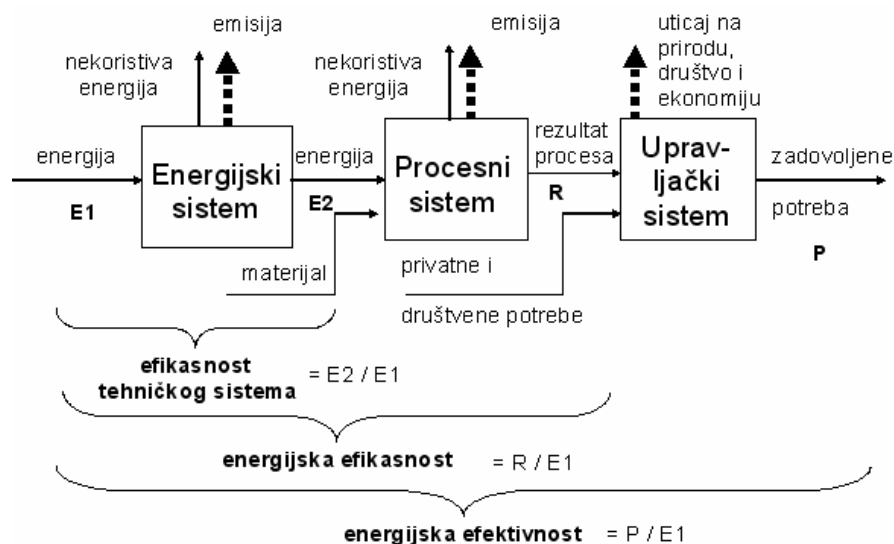 emisija
nekoristiva
energija
emisija
nekoristiva
energija
uticaj na
prirodu,
društvo i
ekonomiju
energija
E1
Energijski
sistem
energija
E2
Procesni
sistem
rezultat
procesa
R
Uprav-
ljački
sistem
zadovoljene
potreba
P
materijal
privatne i
društvene potrebe
efikasnost
tehničkog sistema = E2 / E1
energijska efikasnost = R / E1
energijska efektivnost = P / E1